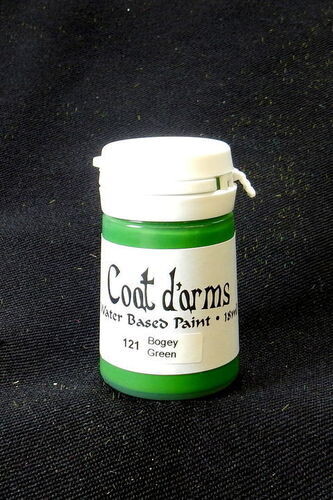 Coat d'arms
Water Based Paint • 18ml
121 Bogey
Green